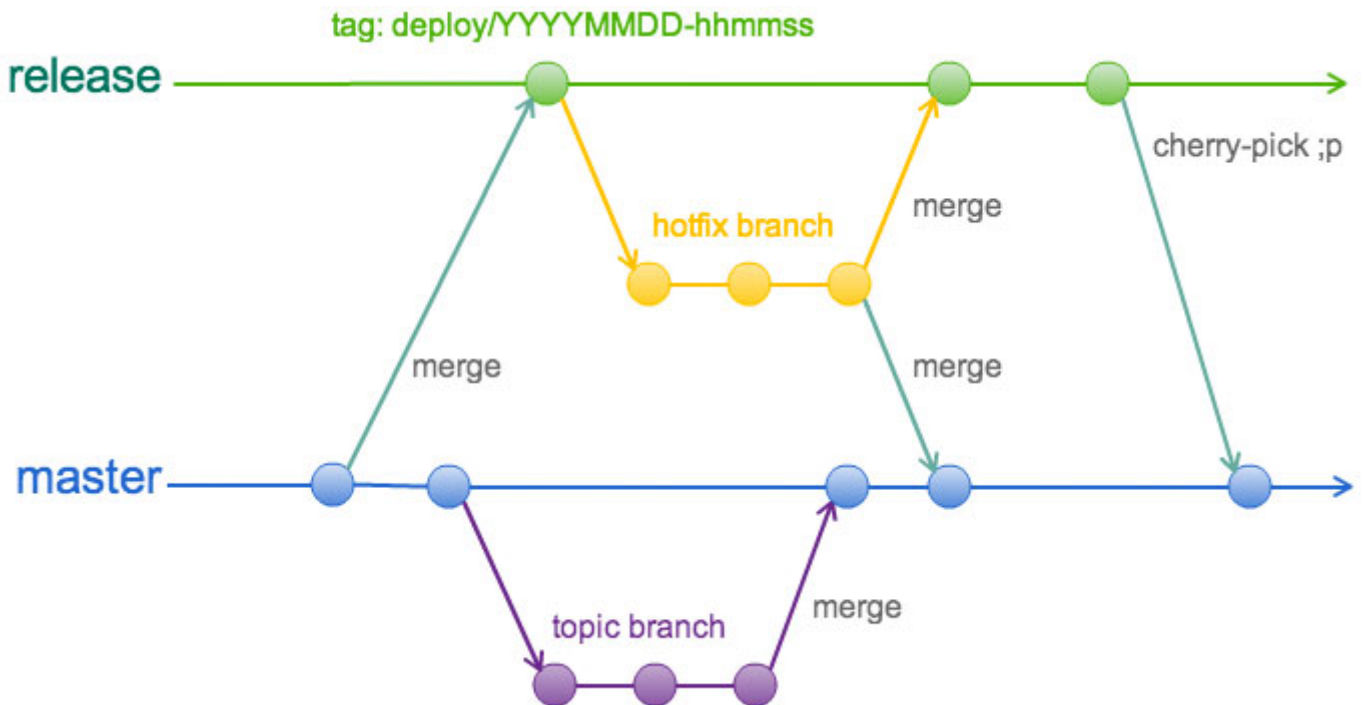 tag: deploy/YYYYMMDD-hhmmss
release
cherry-pick ;p
merge
hotfix branch
merge
merge
master
merge
topic branch